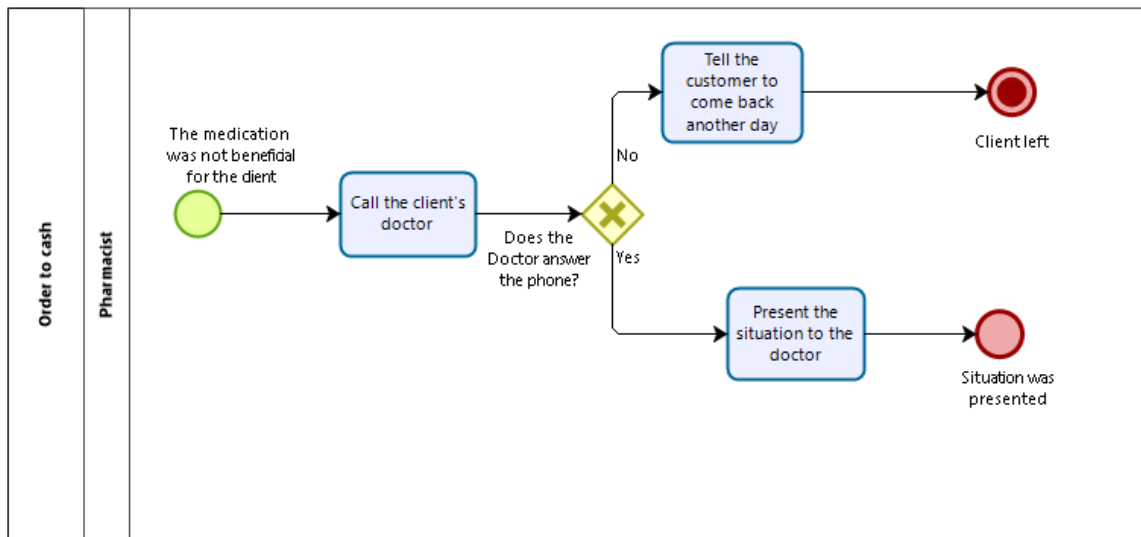 Order to cash
Pharmacist
The medication
was not beneficial
for the client
Call the client's
doctor
Does the
Doctor answer
the phone?
No
Yes
Tell the
customer to
come back
another day
Client left
Present the
situation to the
doctor
Situation was
presented